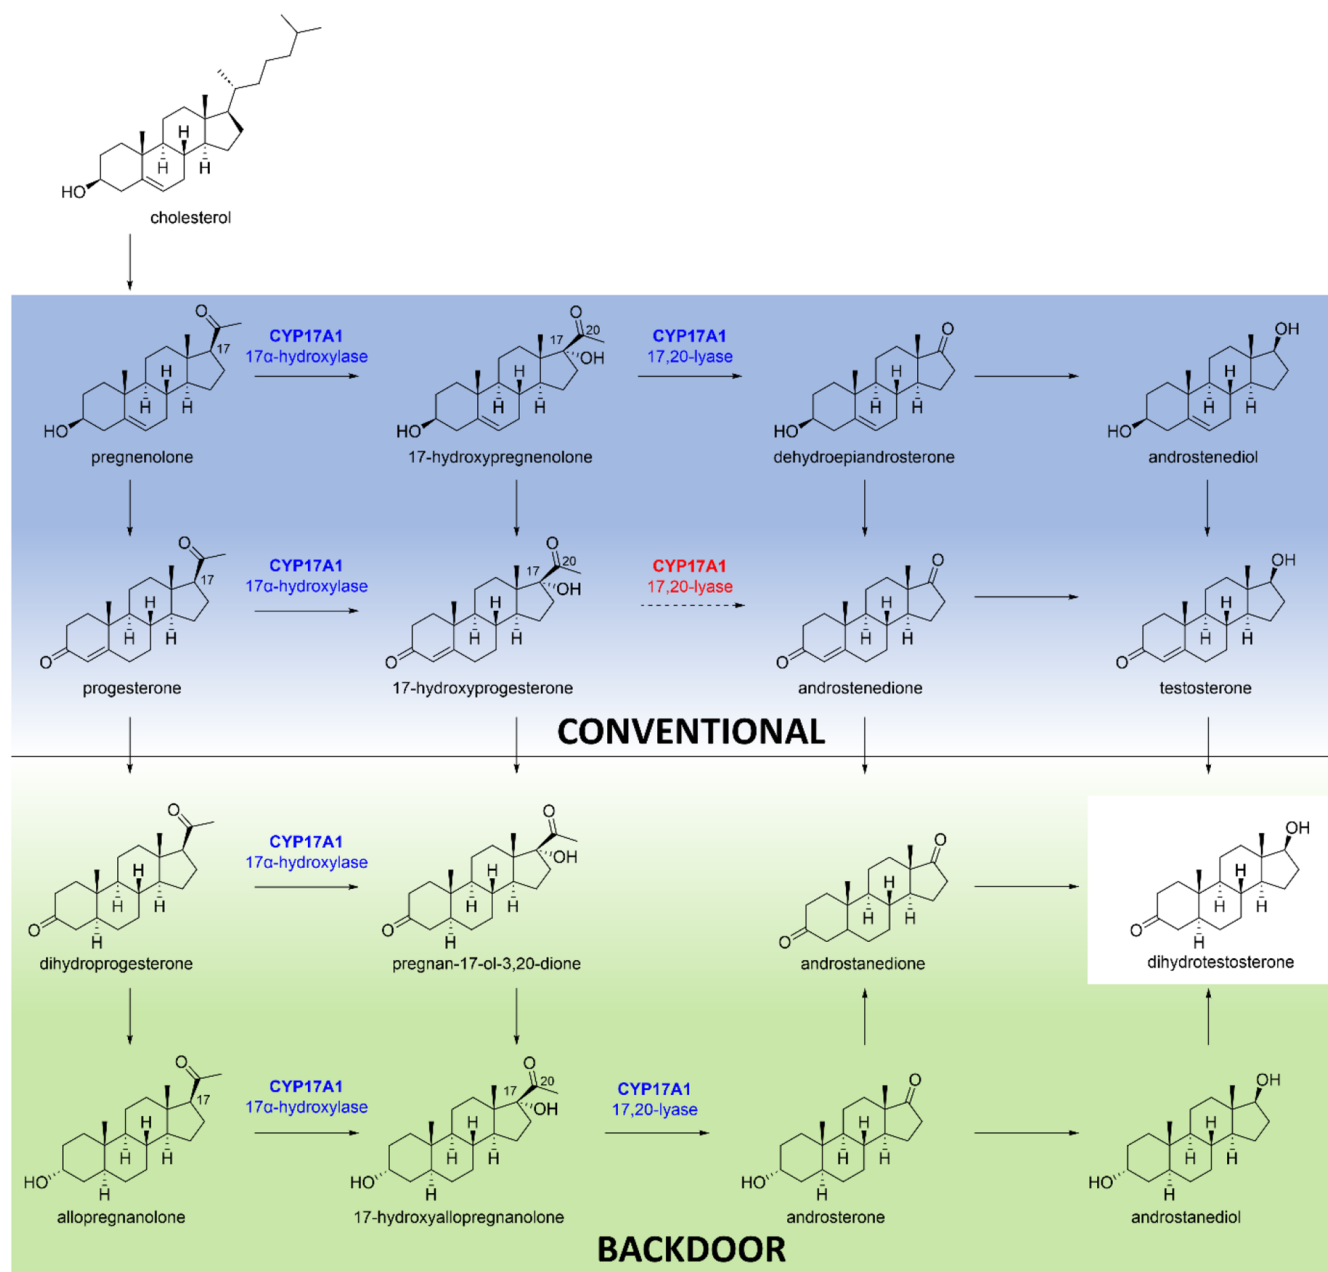 HO
H
H
H
cholesterol
O
17
CYP17A1
17α-hydroxylase
O
20
17
OH
CYP17A1
17,20-lyase
O
OH
H
H
H
HO
pregnenolone
H
H
H
HO
17-hydroxypregnenolone
H
H
H
HO
dehydroepiandrosterone
H
H
H
HO
androstenediol
O
17
CYP17A1
17α-hydroxylase
O
20
17
OH
CYP17A1
17,20-lyase
O
OH
H
H
H
O
progesterone
H
H
H
O
17-hydroxyprogesterone
H
H
H
O
androstenedione
H
H
H
O
testosterone
CONVENTIONAL
O
CYP17A1
17α-hydroxylase
O
OH
O
OH
H
H
H
O
H
dihydroprogesterone
H
H
H
O
H
pregnan-17-ol-3,20-dione
H
H
H
O
androstanedione
H
H
H
O
H
dihydrotestosterone
O
17
CYP17A1
17α-hydroxylase
O
20
17
OH
CYP17A1
17,20-lyase
O
OH
H
H
H
HO
H
allopregnanolone
H
H
H
HO
H
17-hydroxyallopregnanolone
H
H
H
HO
H
androsterone
H
H
H
HO
H
androstanediol
BACKDOOR